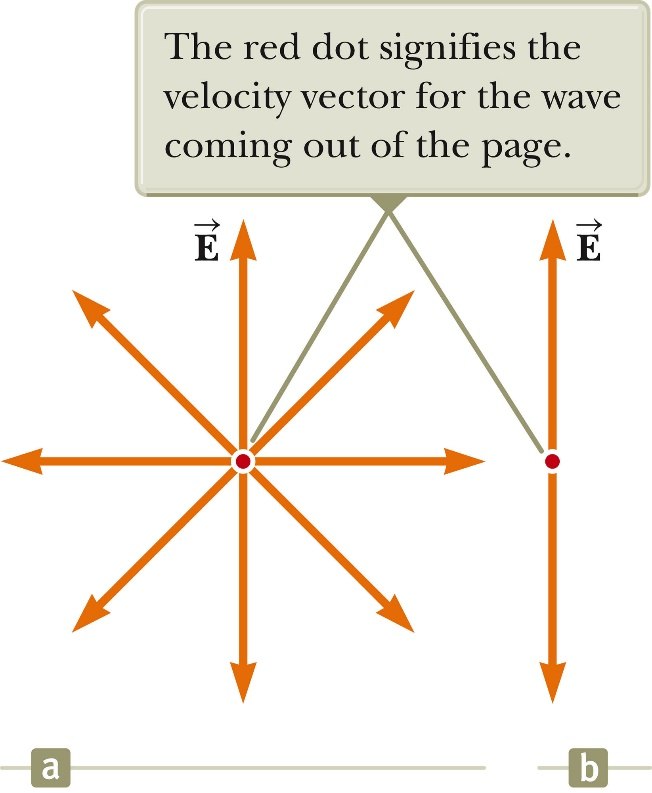 The red dot signifies the
velocity vector for the wave
coming out of the page.
E⃗
E⃗
a
b